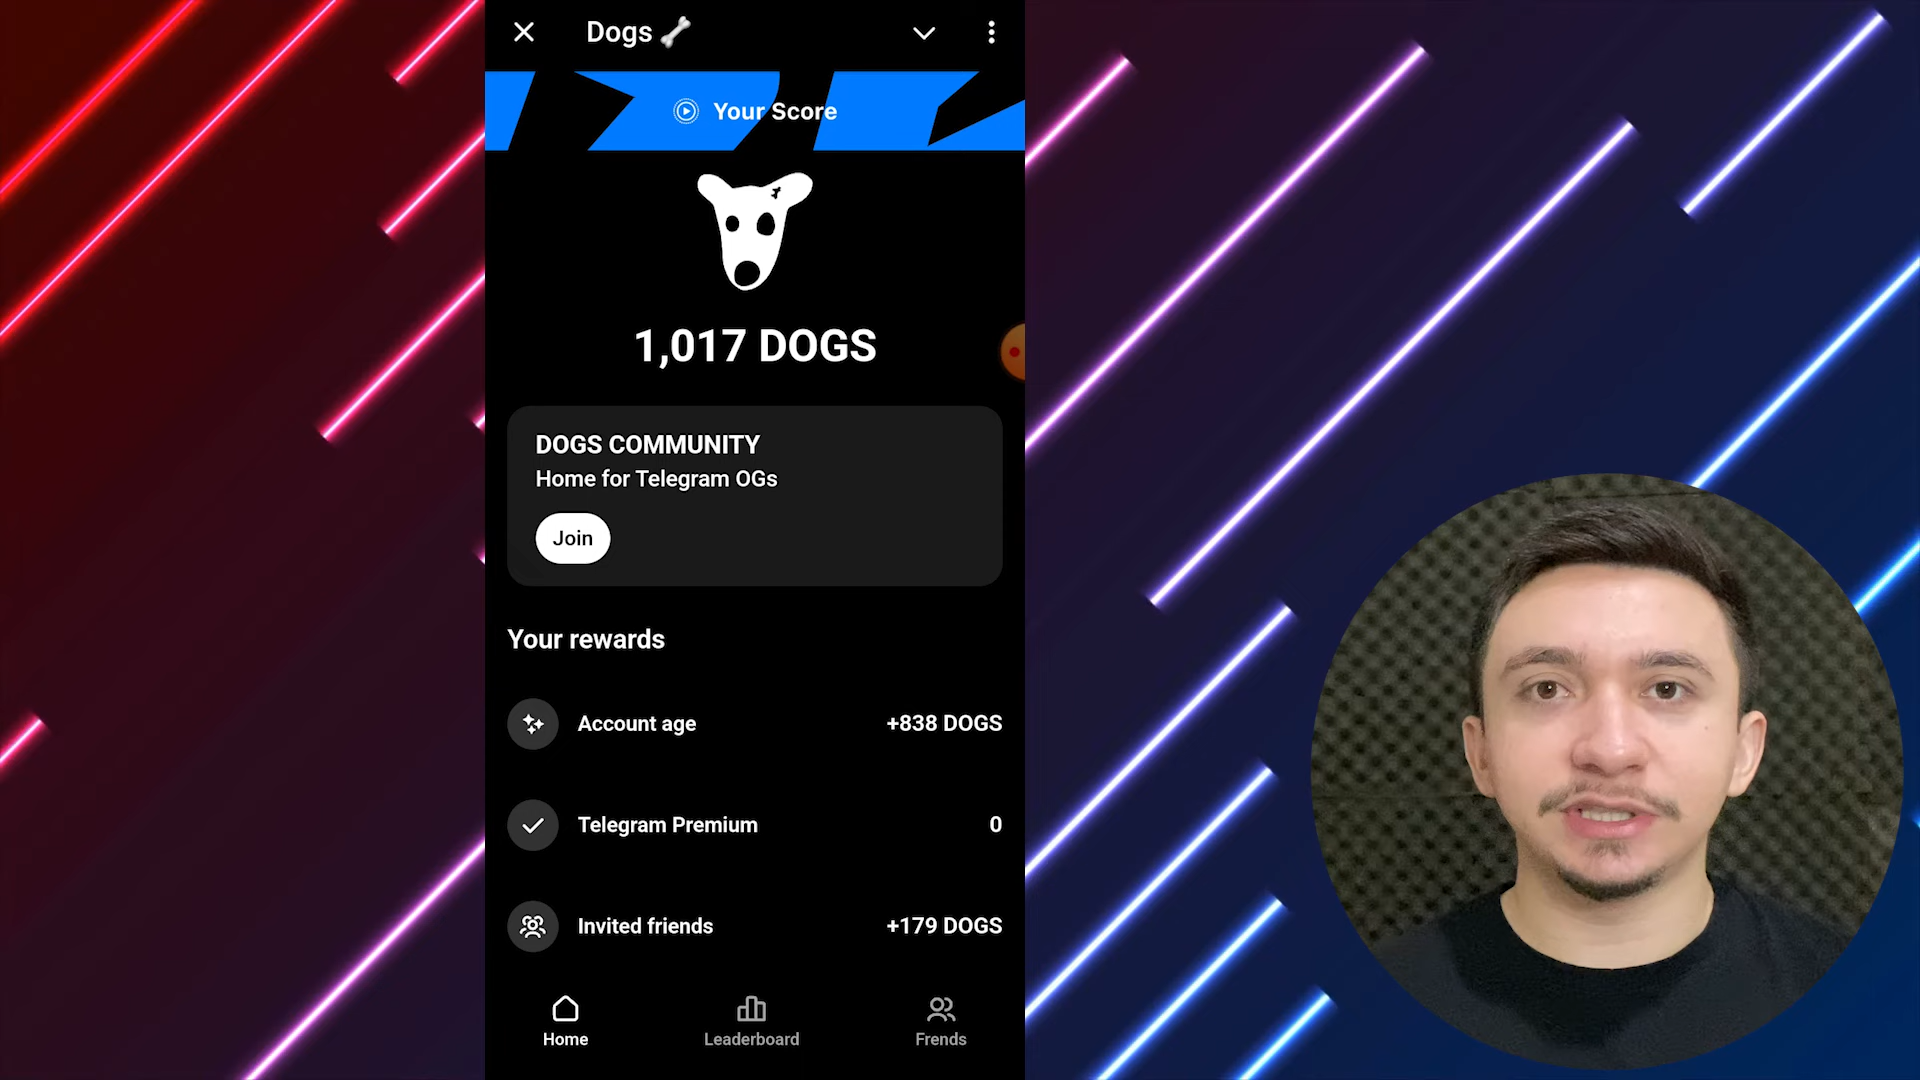 Dogs
Your Score
1,017 DOGS
DOGS COMMUNITY
Home for Telegram OGs
Join
Your rewards
Account age +838 DOGS
Telegram Premium 0
Invited friends +179 DOGS
Home Leaderboard Frends